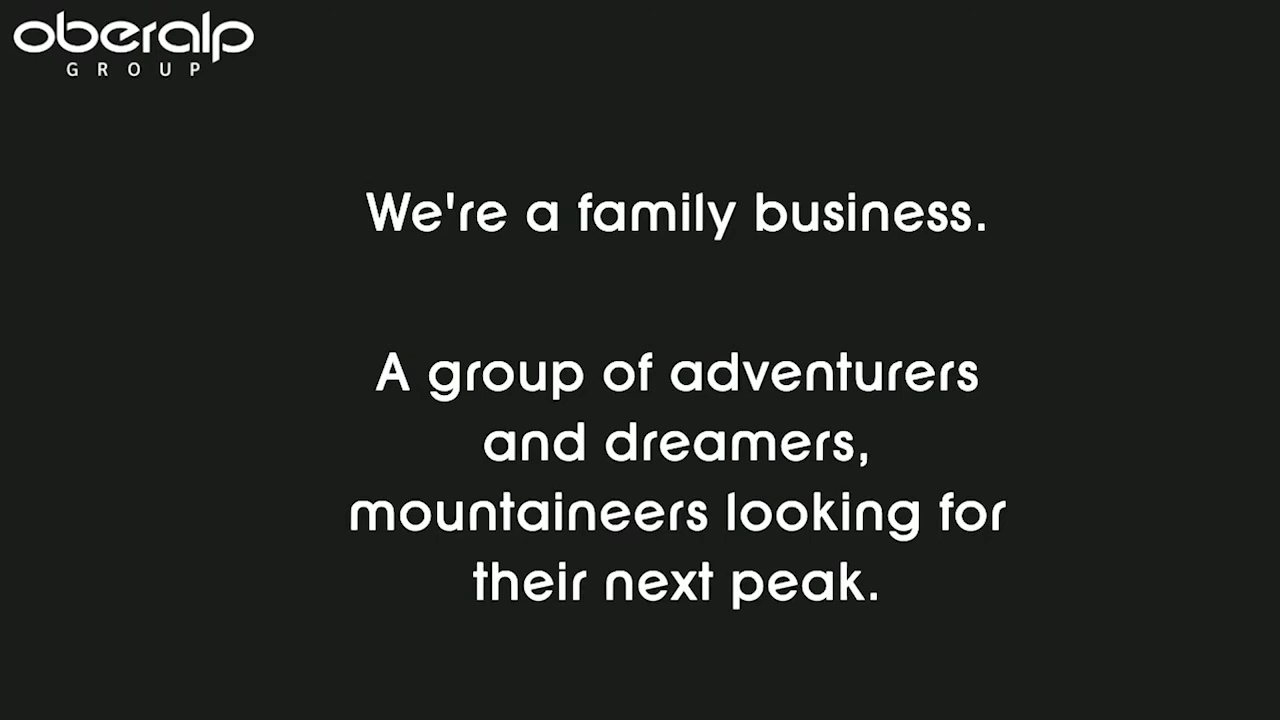 oberalp
GROUP
We're a family business.
A group of adventurers
and dreamers,
mountaineers looking for
their next peak.